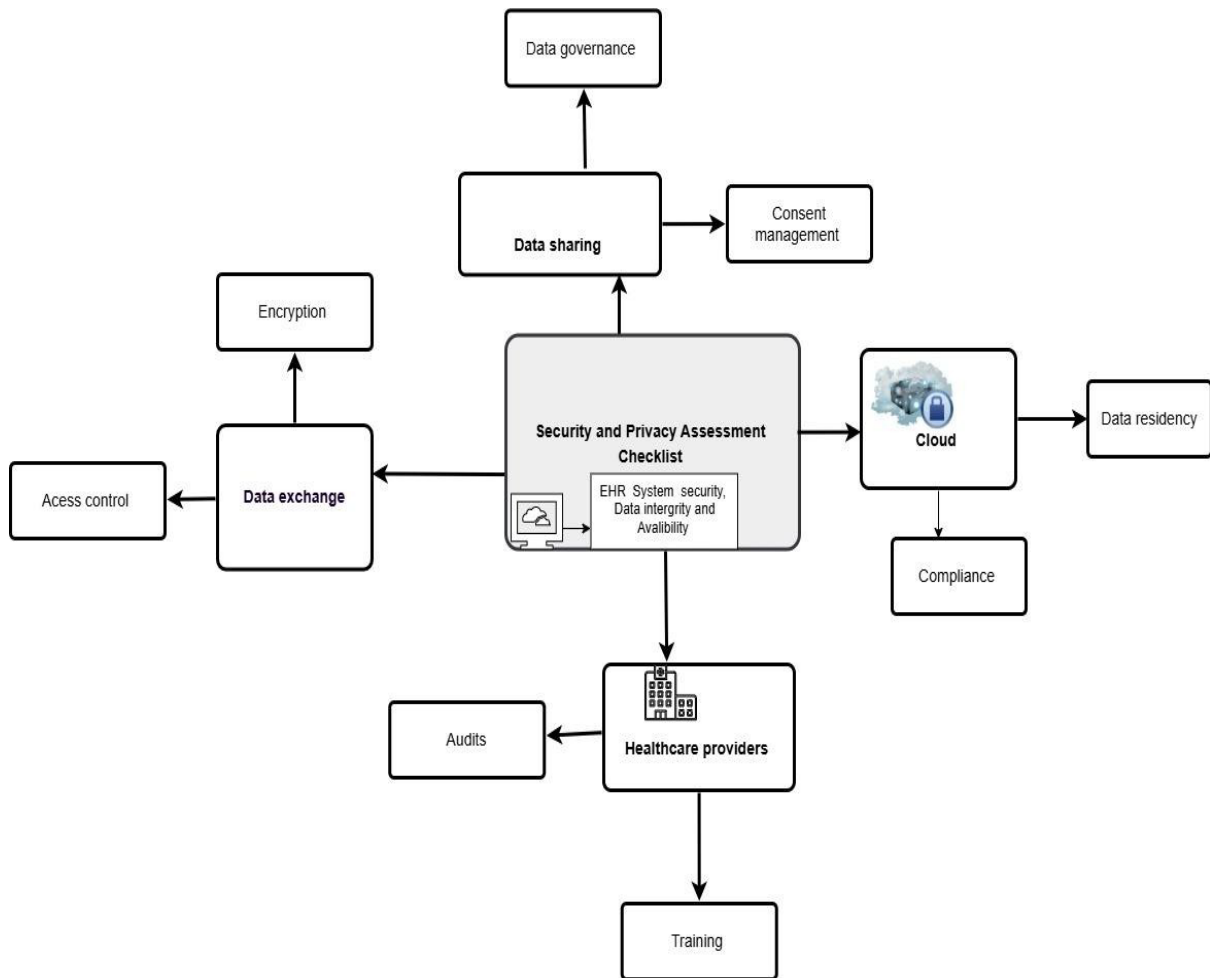 Data governance
Data sharing
Consent
management
Encryption
Security and Privacy Assessment
Checklist
EHR System security,
Data intergrity and
Avalibility
Cloud
Data residency
Acess control
Data exchange
Compliance
Audits
Healthcare providers
Training